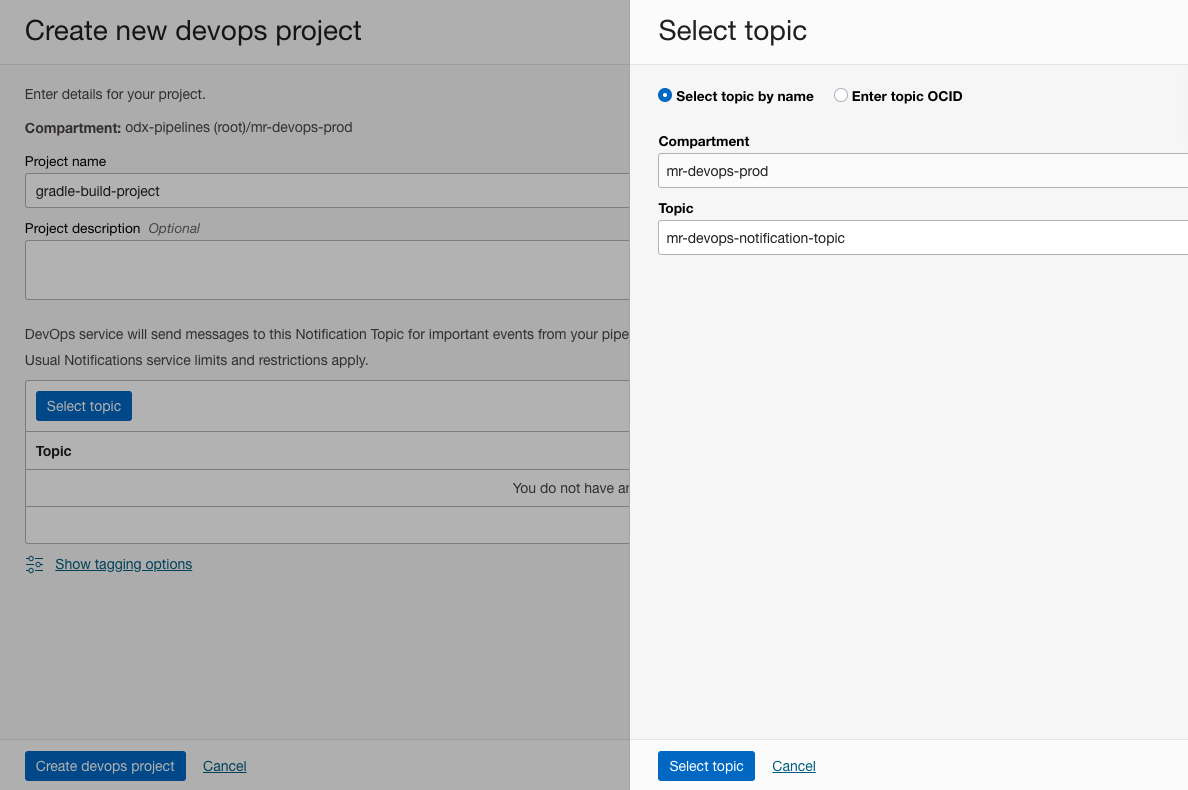 Create new devops project
Enter details for your project.
Compartment: odx-pipelines (root)/mr-devops-prod
Project name
gradle-build-project
Project description Optional
DevOps service will send messages to this Notification Topic for important events from your pipe
Usual Notifications service limits and restrictions apply.
Select topic
Topic
You do not have
Show tagging options
Create devops project Cancel
Select topic
Select topic by name Enter topic OCID
Compartment
mr-devops-prod
Topic
mr-devops-notification-topic
Select topic Cancel